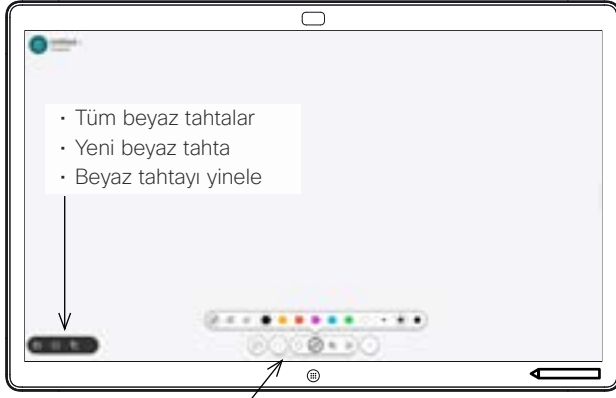 • Tüm beyaz tahtalar
• Yeni beyaz tahta
• Beyaz tahtayı yinele